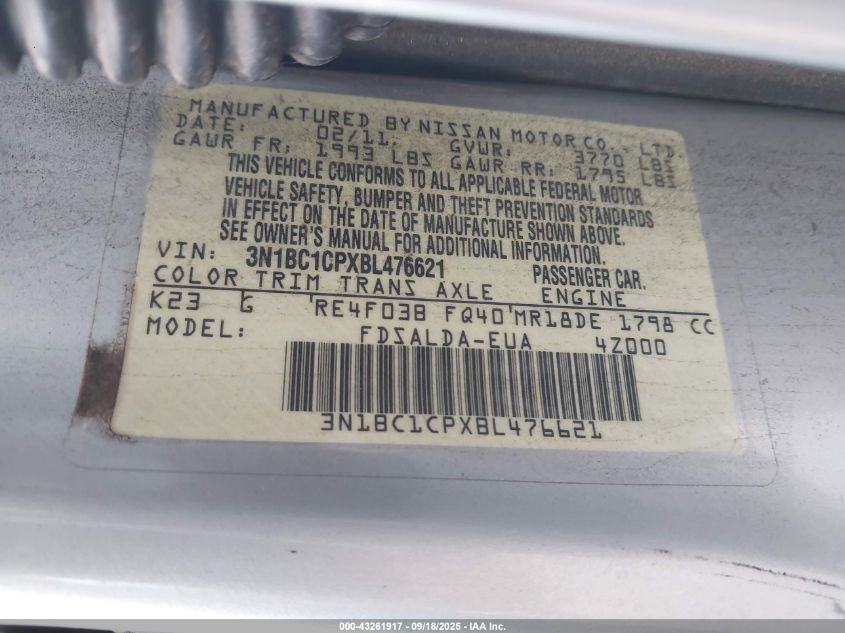 MANUFACTURED BY NISSAN MOTOR CO., LTD.
DATE: 02/11. GVWR: 3770 LBS
GAWR FR: 1993 LBS GAWR RR: 1795 LBS
THIS VEHICLE CONFORMS TO ALL APPLICABLE FEDERAL MOTOR
VEHICLE SAFETY, BUMPER AND THEFT PREVENTION STANDARDS
IN EFFECT ON THE DATE OF MANUFACTURE SHOWN ABOVE.
SEE OWNER'S MANUAL FOR ADDITIONAL INFORMATION.
VIN: 3N1BC1CPXBL476621 PASSENGER CAR.
COLOR TRIM TRANS AXLE ENGINE
K23 G RE4F03B FQ40 MR18DE 1798 CC
MODEL: FDSALDA-EUA 4Z000
3N1BC1CPXBL476621
000-43261917 - 09/18/2025 - IAA Inc.